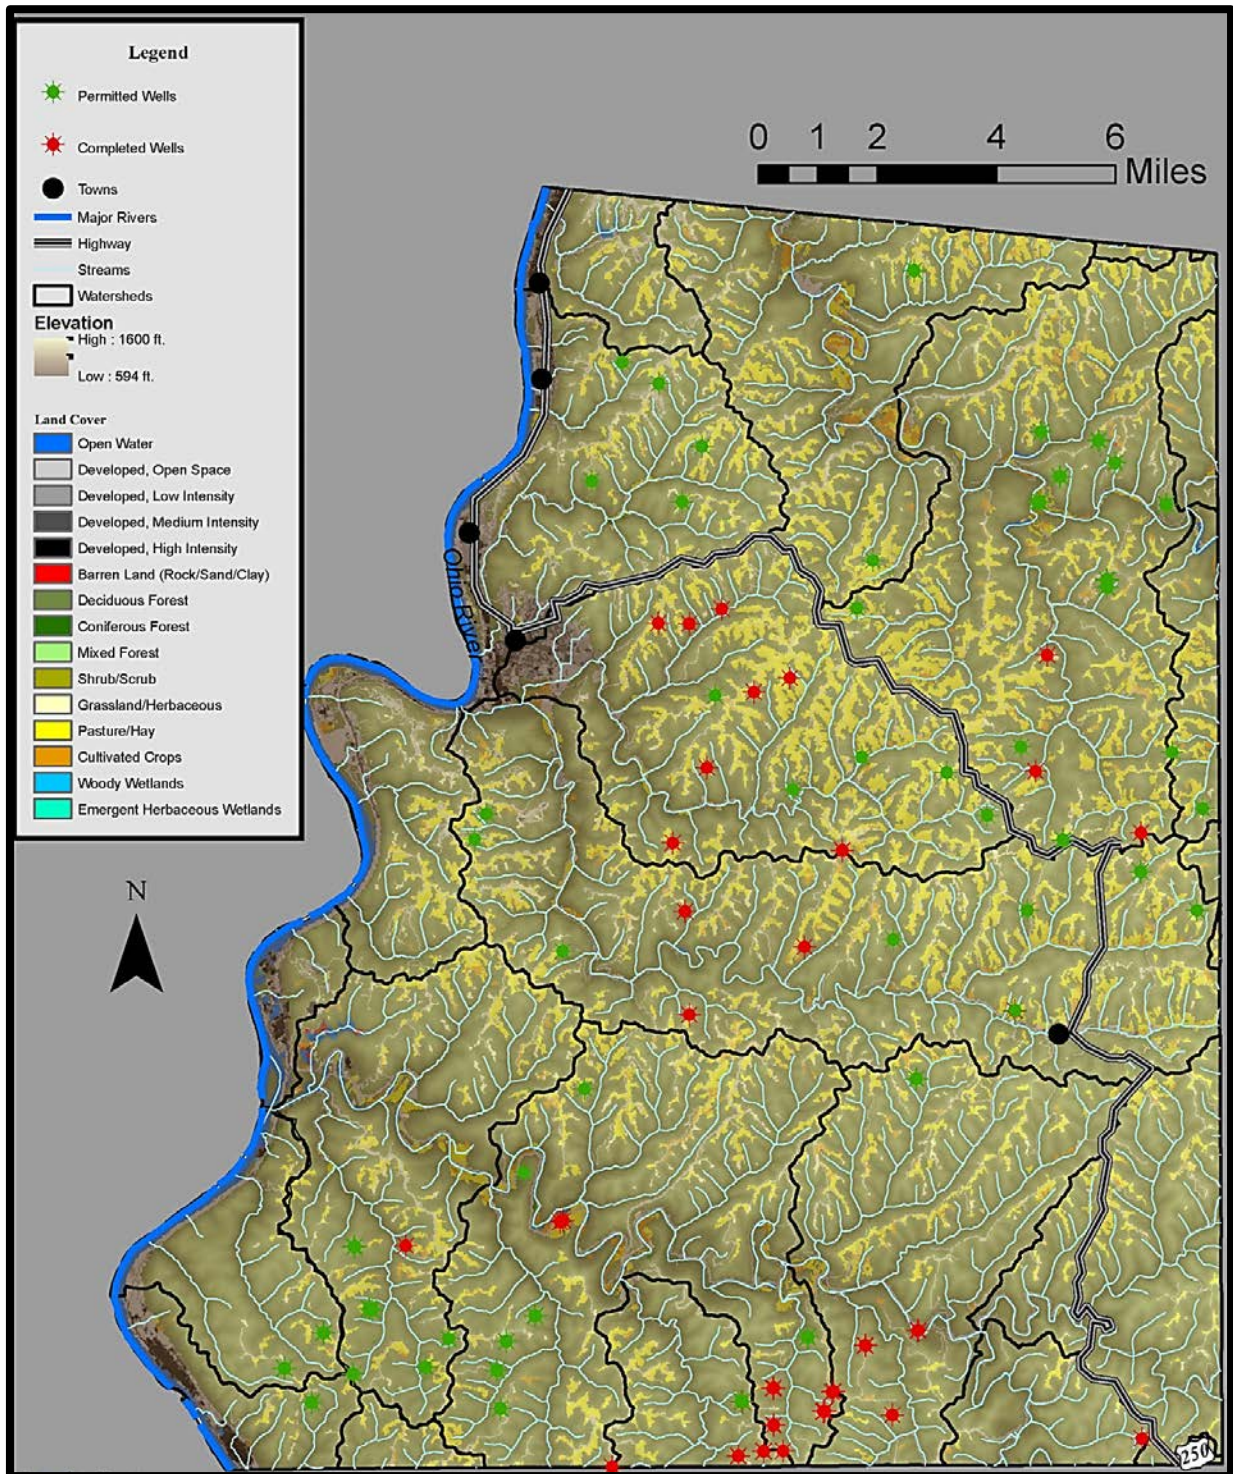 Legend
Permitted Wells
Completed Wells
Towns
Major Rivers
Highway
Streams
Watersheds
Elevation
High : 1600 ft.
Low : 594 ft.
Land Cover
Open Water
Developed, Open Space
Developed, Low Intensity
Developed, Medium Intensity
Developed, High Intensity
Barren Land (Rock/Sand/Clay)
Deciduous Forest
Coniferous Forest
Mixed Forest
Shrub/Scrub
Grassland/Herbaceous
Pasture/Hay
Cultivated Crops
Woody Wetlands
Emergent Herbaceous Wetlands
0 1 2 4 6
Miles
Ohio River
N
250